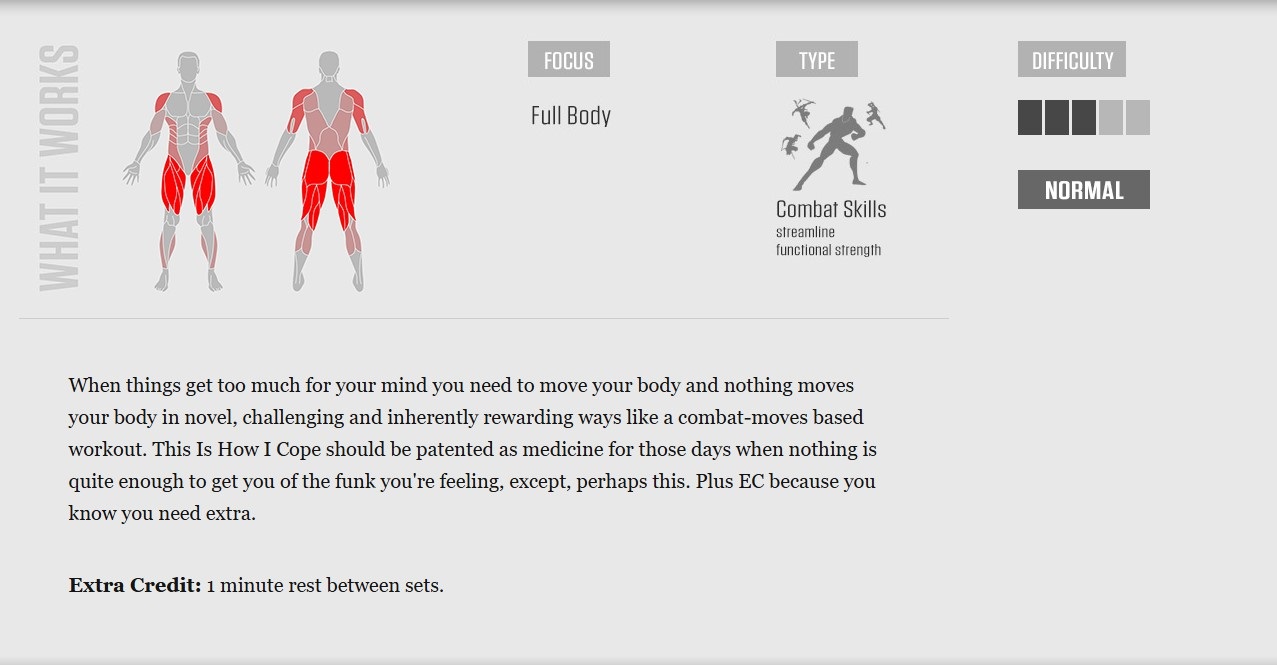 WHAT IT WORKS
FOCUS
Full Body
TYPE
Combat Skills
streamline
functional strength
DIFFICULTY
NORMAL
When things get too much for your mind you need to move your body and nothing moves
your body in novel, challenging and inherently rewarding ways like a combat-moves based
workout. This Is How I Cope should be patented as medicine for those days when nothing is
quite enough to get you of the funk you're feeling, except, perhaps this. Plus EC because you
know you need extra.
Extra Credit: 1 minute rest between sets.